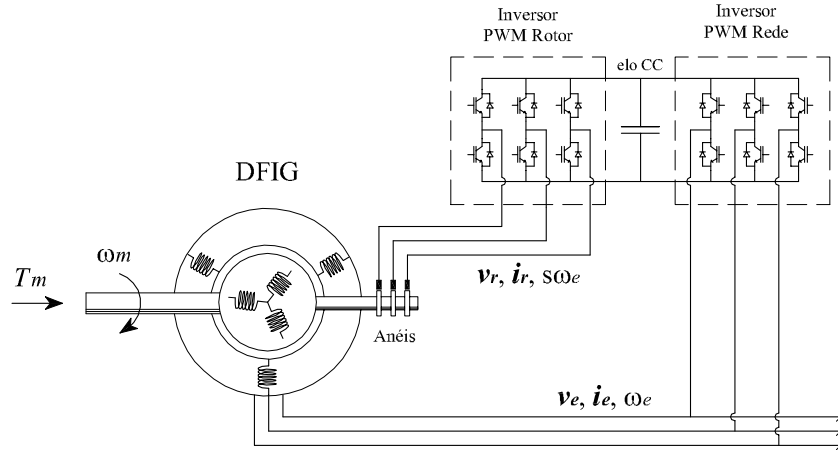 Inversor
PWM Rotor
Inversor
PWM Rede
elo CC
DFIG
ωm
Tm
vr, ir, sωe
Anéis
ve, ie, ωe